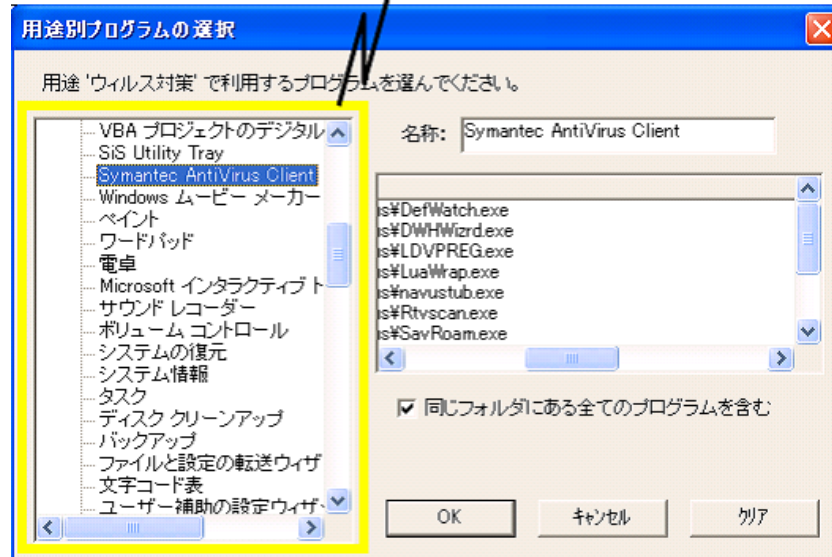 用途別プログラムの選択
用途 'ウィルス対策' で利用するプログラムを選んでください。
VBA プロジェクトのデジタル
SiS Utility Tray
Symantec AntiVirus Client
Windows ムービー メーカー
ペイント
ワードパッド
電卓
Microsoft インタラクティブ ト
サウンド レコーダー
ボリューム コントロール
システムの復元
システム情報
タスク
ディスク クリーンアップ
バックアップ
ファイルと設定の転送ウィザ
文字コード表
ユーザー補助の設定ウィザ
名称: Symantec AntiVirus Client
us¥DefWatch.exe
us¥DWHWizrd.exe
us¥LDVPREG.exe
us¥LuaWrap.exe
us¥navustub.exe
us¥Rtvscan.exe
us¥SavRoam.exe
同じフォルダにある全てのプログラムを含む
OK キャンセル クリア